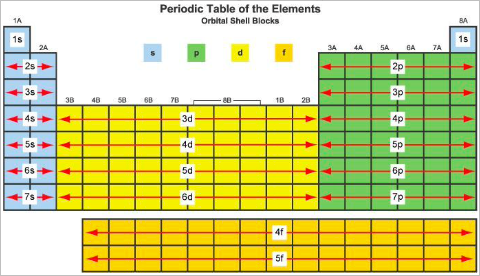 Periodic Table of the Elements
Orbital Shell Blocks
1A 8A
1s s p d f 1s
2A 3A 4A 5A 6A 7A
2s 2p
3s 3p
3B 4B 5B 6B 7B 8B 1B 2B
4s 3d 4p
5s 4d 5p
6s 5d 6p
7s 6d 7p
4f
5f